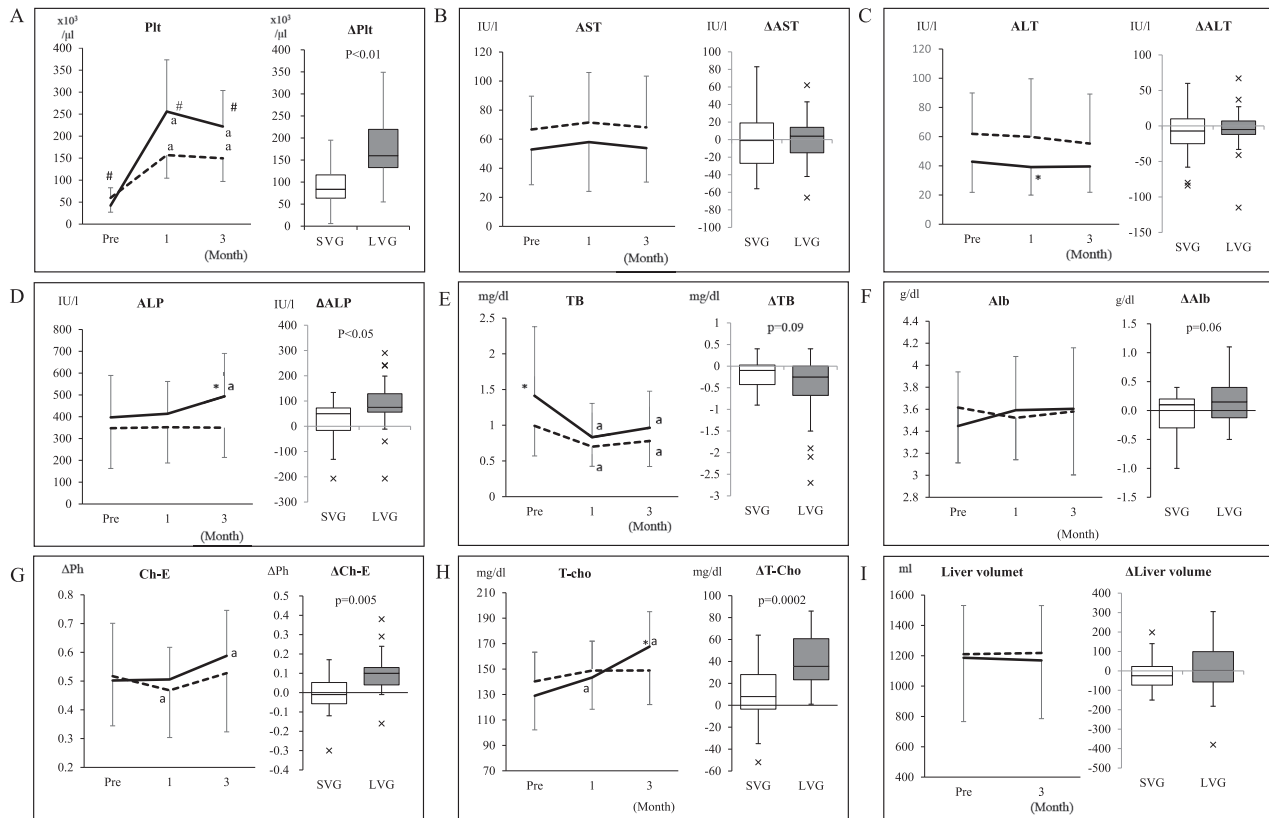 A
x10³
/μl
Plt
400
350
300
250
200
150
100
50
0
#
#
a
#
a
a
a
Pre
1
3
(Month)
x10³
/μl
ΔPlt
P<0.01
400
350
300
250
200
150
100
50
0
SVG
LVG
B
IU/l
AST
120
100
80
60
40
20
0
Pre
1
3
(Month)
IU/l
ΔAST
100
80
60
40
20
0
-20
-40
-60
-80
-100
SVG
LVG
C
IU/l
ALT
120
100
80
60
40
20
0
*
Pre
1
3
(Month)
IU/l
ΔALT
100
50
0
-50
-100
-150
SVG
LVG
D
IU/l
ALP
800
700
600
500
400
300
200
100
0
* a
Pre
1
3
(Month)
IU/l
ΔALP
P<0.05
400
300
200
100
0
-100
-200
-300
SVG
LVG
E
mg/dl
TB
2.5
2
1.5
1
0.5
0
*
a
a
a
a
Pre
1
3
(Month)
mg/dl
ΔTB
p=0.09
1
0.5
0
-0.5
-1
-1.5
-2
-2.5
-3
SVG
LVG
F
g/dl
Alb
4.4
4.2
4
3.8
3.6
3.4
3.2
3
2.8
Pre
1
3
(Month)
g/dl
ΔAlb
p=0.06
1.5
1.0
0.5
0.0
-0.5
-1.0
-1.5
SVG
LVG
G
ΔPh
Ch-E
0.8
0.7
0.6
0.5
0.4
0.3
0.2
a
a
Pre
1
3
(Month)
ΔPh
ΔCh-E
p=0.005
0.5
0.4
0.3
0.2
0.1
0.0
-0.1
-0.2
-0.3
-0.4
SVG
LVG
H
mg/dl
T-cho
210
190
170
150
130
110
90
70
a
* a
Pre
1
3
(Month)
mg/dl
ΔT-Cho
p=0.0002
100
80
60
40
20
0
-20
-40
-60
SVG
LVG
I
ml
Liver volumet
1600
1400
1200
1000
800
600
400
Pre
3
(Month)
ΔLiver volume
400
300
200
100
0
-100
-200
-300
-400
-500
SVG
LVG